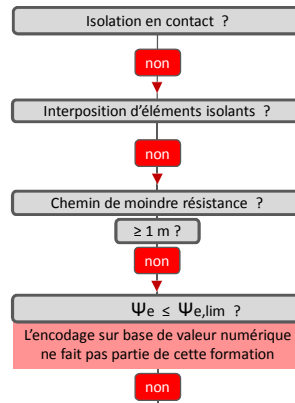 Isolation en contact ?
non
Interposition d'éléments isolants ?
non
Chemin de moindre résistance ?
≥ 1 m ?
non
Ψe ≤ Ψe,lim ?
L'encodage sur base de valeur numérique
ne fait pas partie de cette formation
non